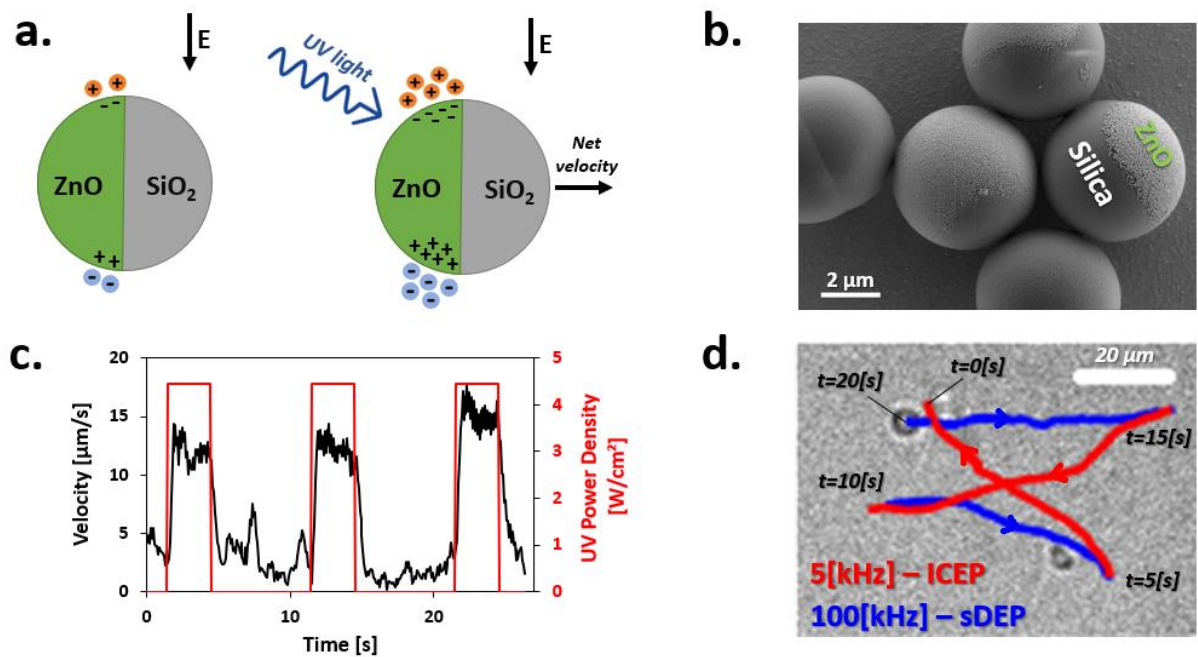 a.
E
+ +
- -
ZnO
SiO₂
+ +
- -
UV light
E
+ + + + +
- - - - - -
Net
velocity
ZnO
SiO₂
+ + + + + + +
- - - - - -
b.
ZnO
Silica
2 μm
c.
20
15
10
5
0
Velocity [μm/s]
5
4
3
2
1
0
UV Power Density
[W/cm²]
0
10
20
Time [s]
d.
20 μm
t=0[s]
t=20[s]
t=15[s]
t=10[s]
t=5[s]
5[kHz] – ICEP
100[kHz] – sDEP